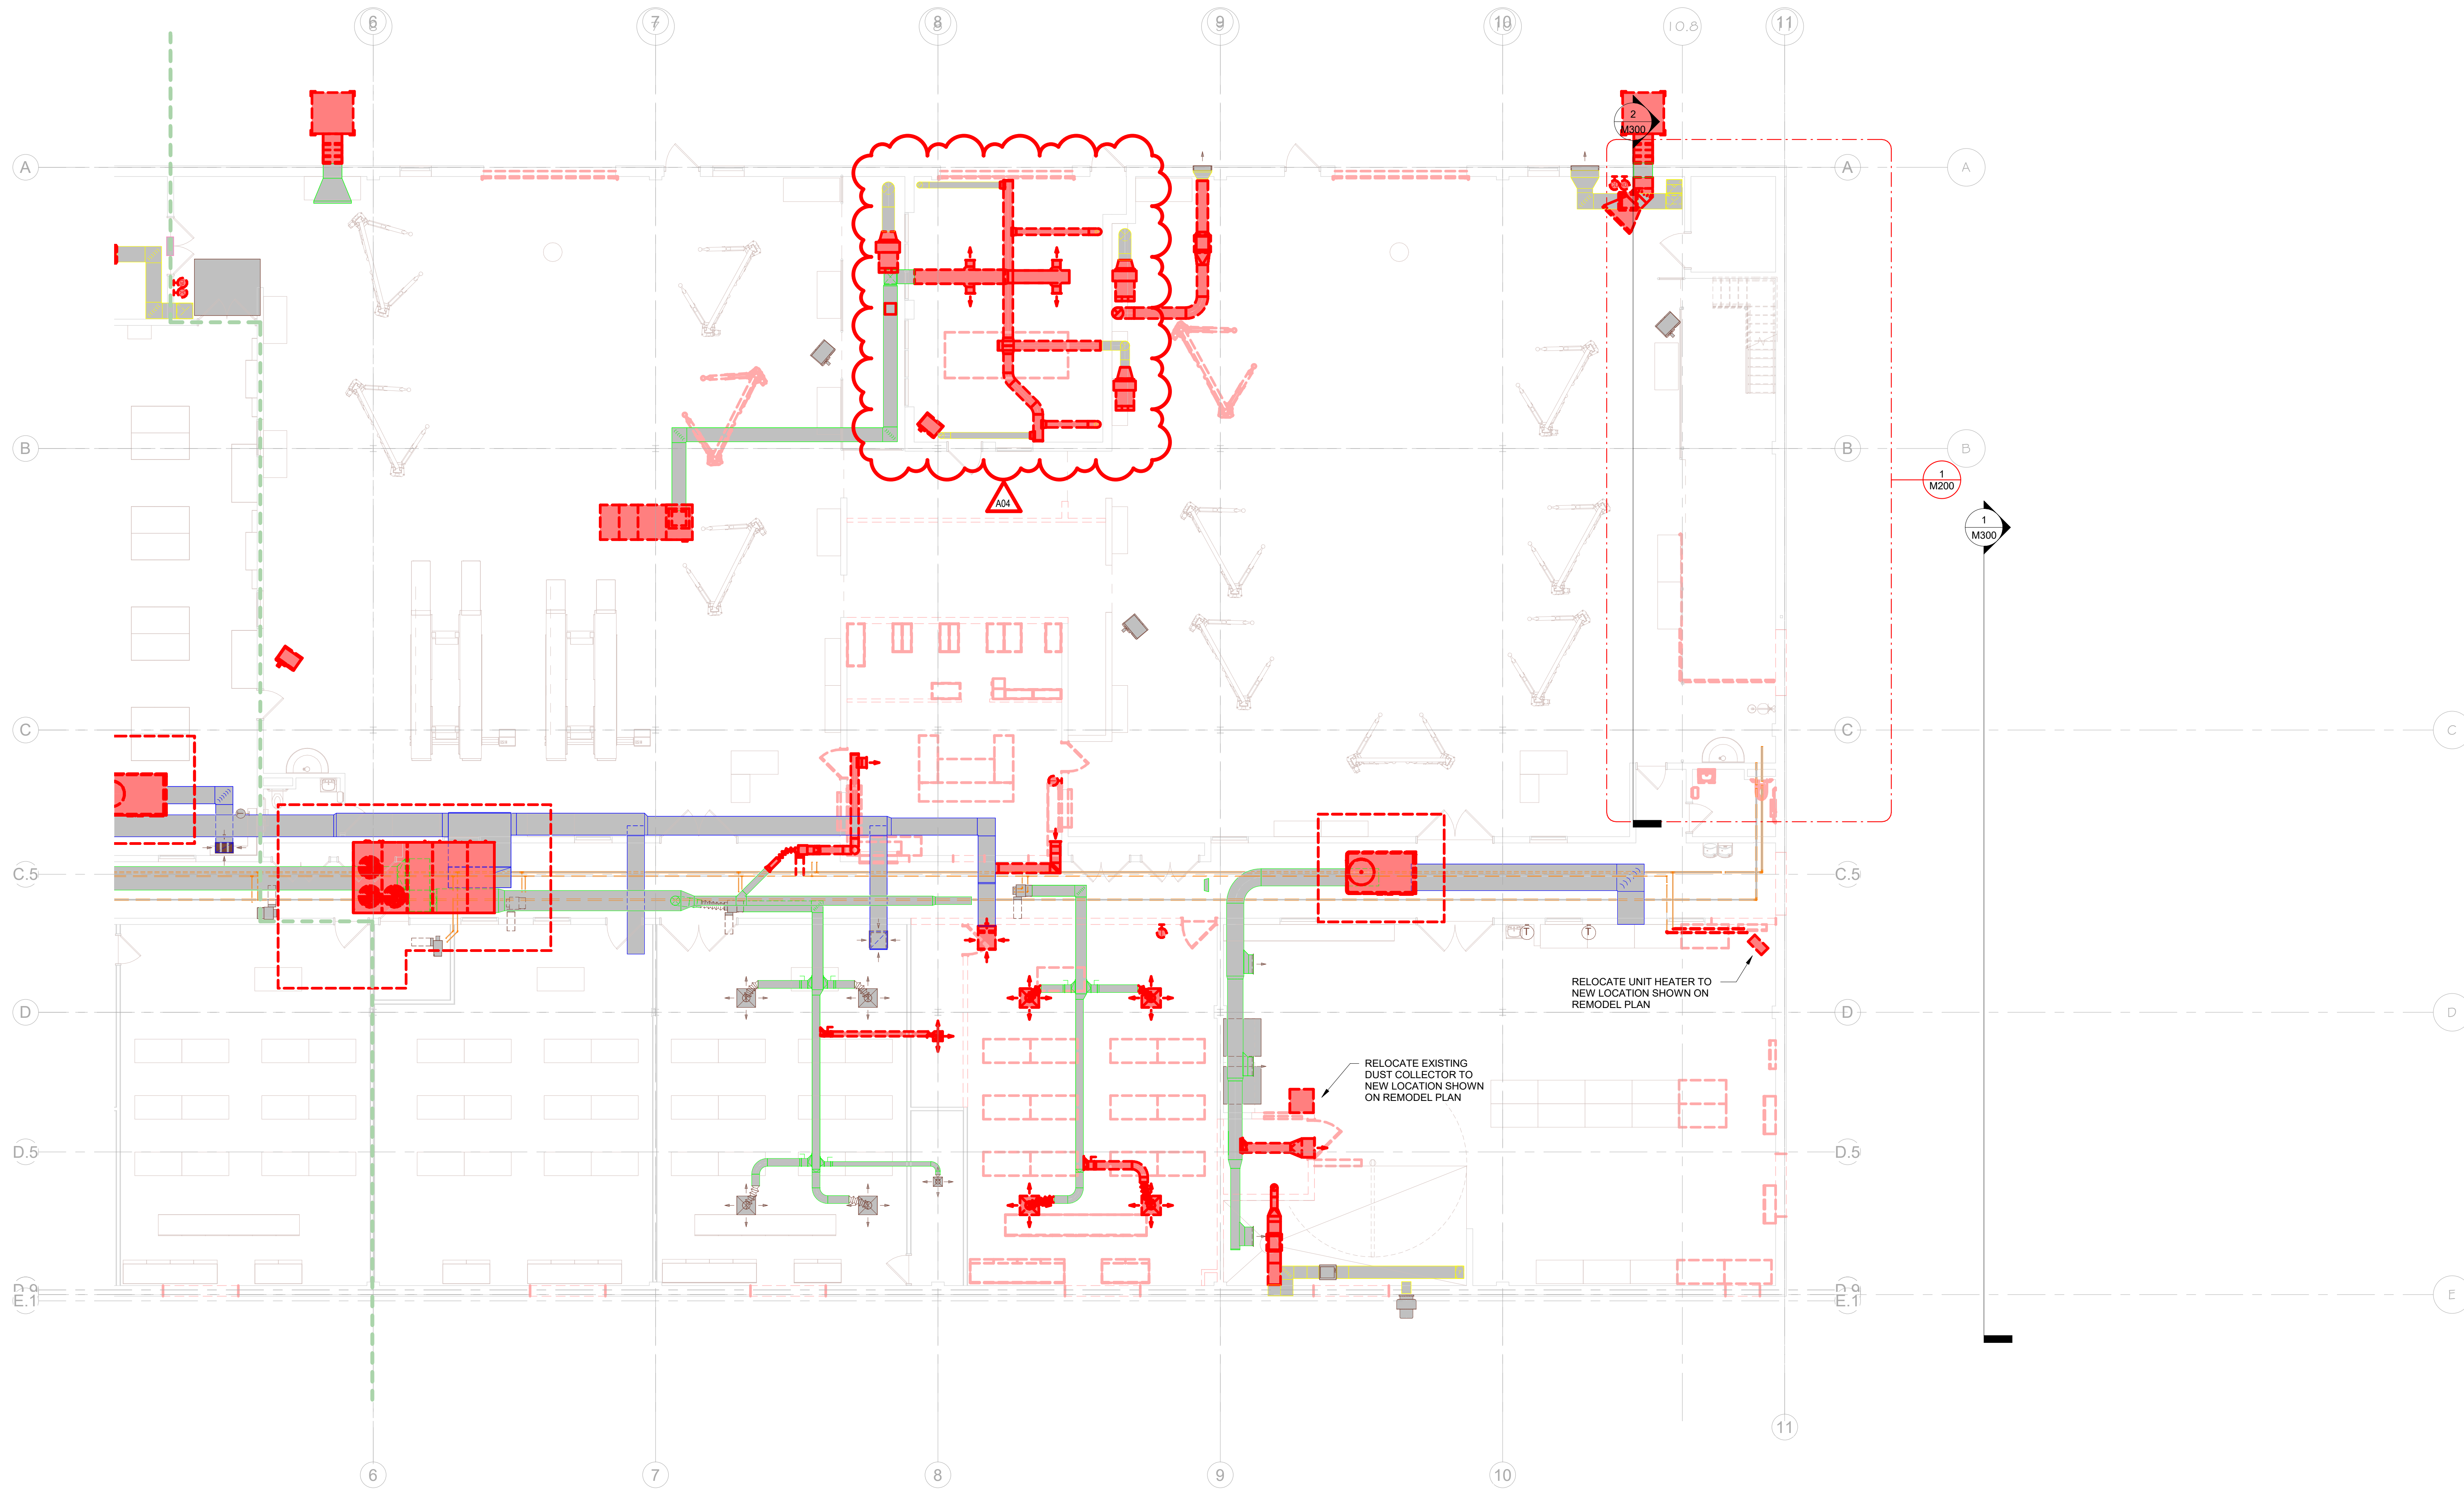 6
7
8
9
10
10.8
11
2
M300
A
A
A
B
B
B
1
M200
A04
1
M300
C
C
C
C.5
C.5
T
T
RELOCATE UNIT HEATER TO
NEW LOCATION SHOWN ON
REMODEL PLAN
D
D
D
RELOCATE EXISTING
DUST COLLECTOR TO
NEW LOCATION SHOWN
ON REMODEL PLAN
D.5
D.5
D.9
D.9
E.1
E.1
E
11
6
7
8
9
10